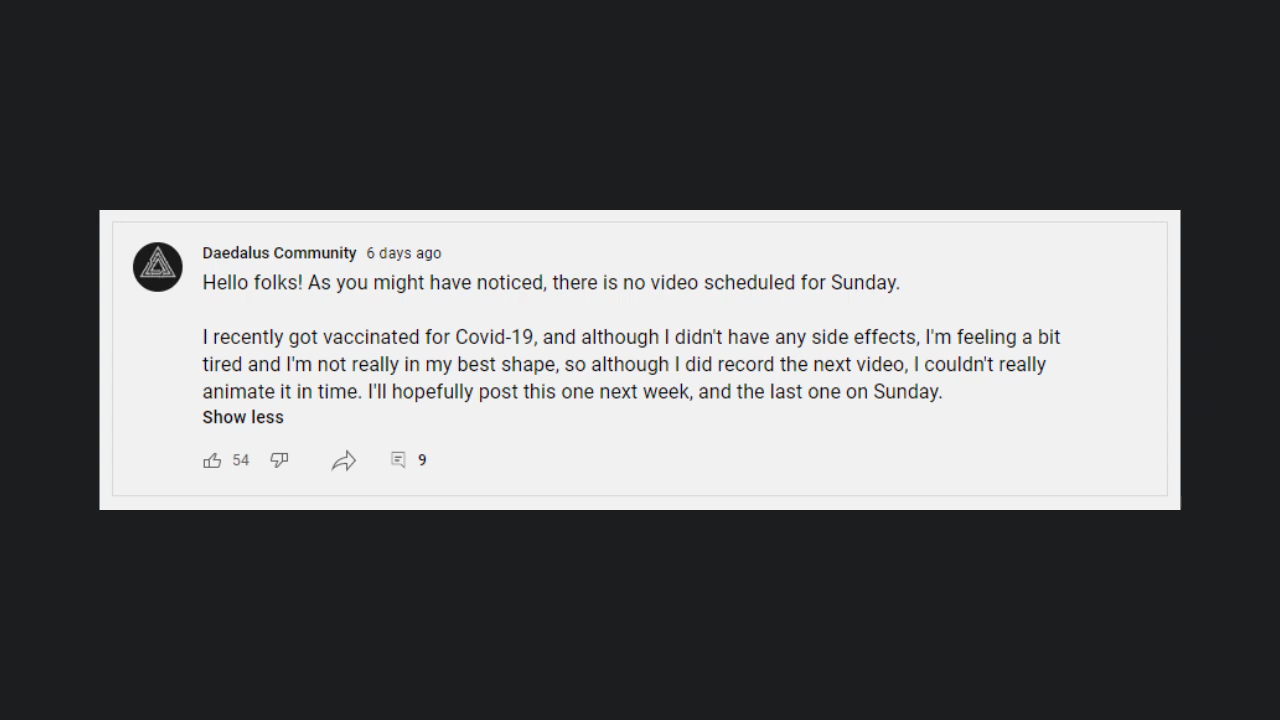 Daedalus Community 6 days ago
Hello folks! As you might have noticed, there is no video scheduled for Sunday.
I recently got vaccinated for Covid-19, and although I didn't have any side effects, I'm feeling a bit
tired and I'm not really in my best shape, so although I did record the next video, I couldn't really
animate it in time. I'll hopefully post this one next week, and the last one on Sunday.
Show less
54 9